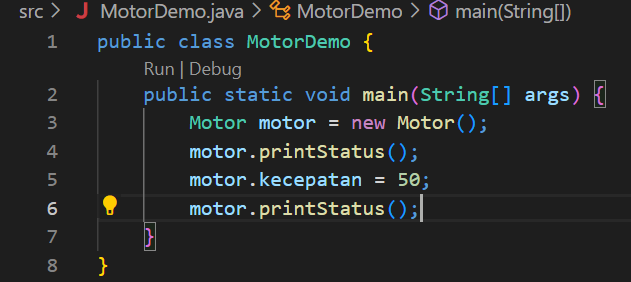 src > MotorDemo.java > MotorDemo > main(String[])
1 public class MotorDemo {
Run | Debug
2 public static void main(String[] args) {
3 Motor motor = new Motor();
4 motor.printStatus();
5 motor.kecepatan = 50;
6 motor.printStatus();
7 }
8 }